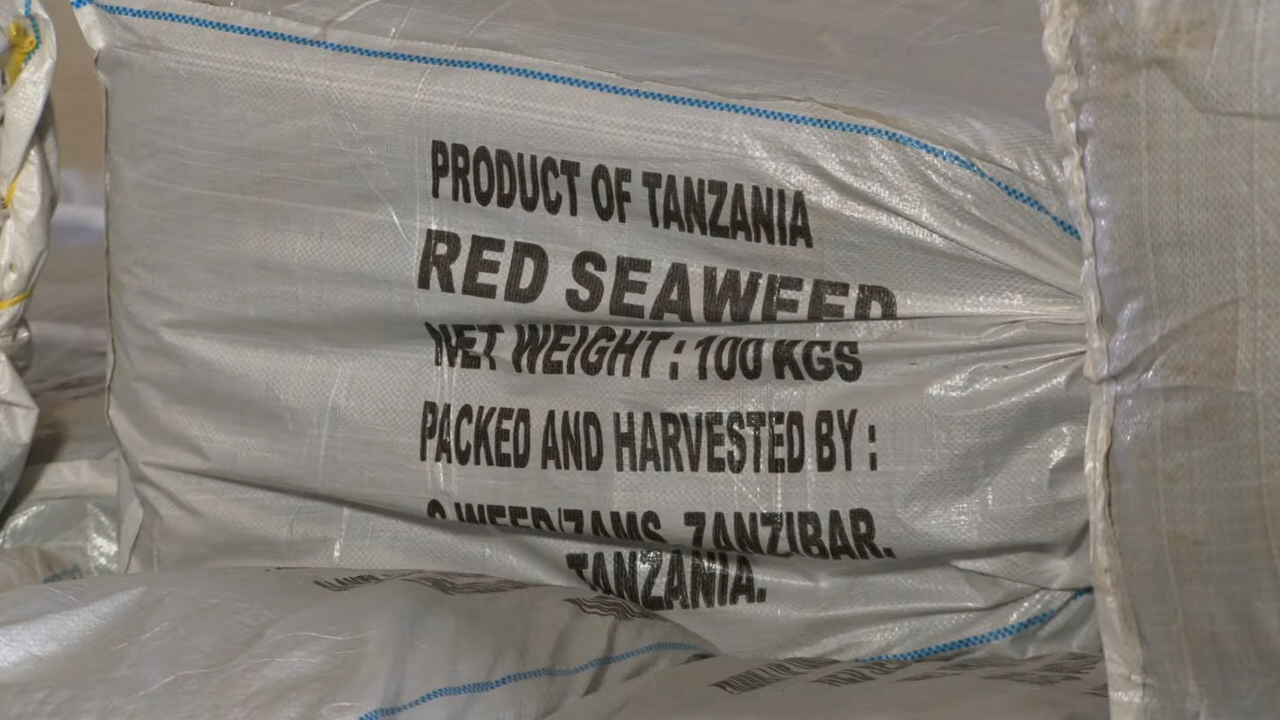 PRODUCT OF TANZANIA
RED SEAWEED
NET WEIGHT : 100 KGS
PACKED AND HARVESTED BY :
ZANZIBAR.
TANZANIA.